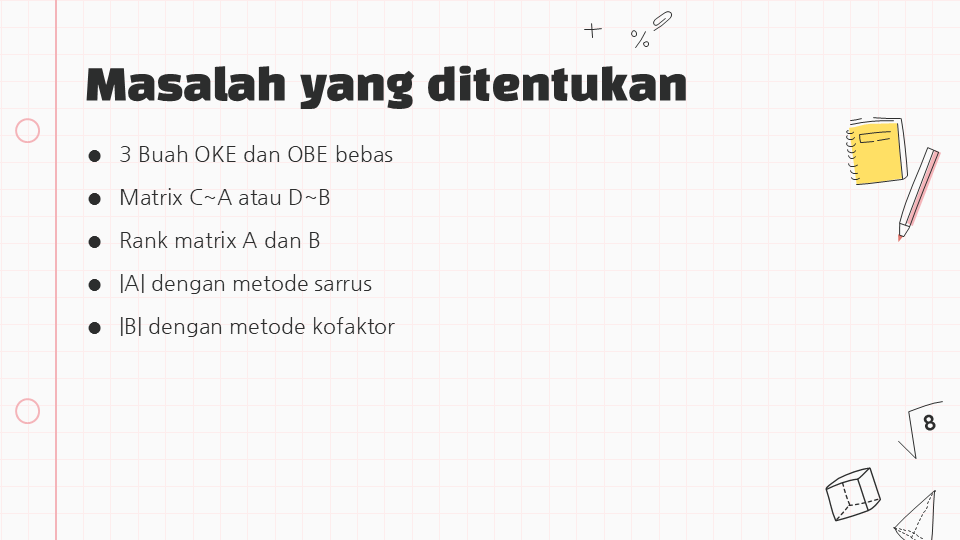 + %
Masalah yang ditentukan
● 3 Buah OKE dan OBE bebas
● Matrix C~A atau D~B
● Rank matrix A dan B
● |A| dengan metode sarrus
● |B| dengan metode kofaktor
√8